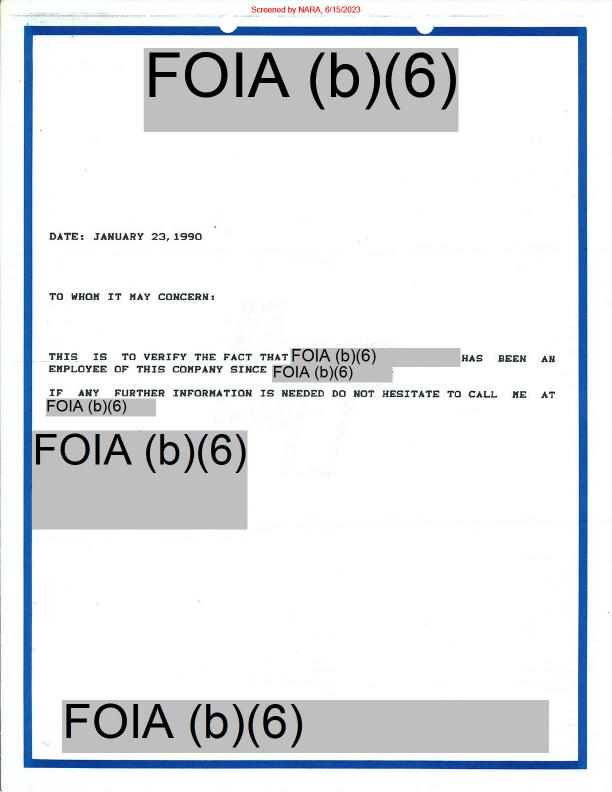 Screened by NARA, 6/15/2023
FOIA (b)(6)
DATE: JANUARY 23, 1990
TO WHOM IT MAY CONCERN:
THIS IS TO VERIFY THE FACT THAT FOIA (b)(6) HAS BEEN AN
EMPLOYEE OF THIS COMPANY SINCE FOIA (b)(6)
IF ANY FURTHER INFORMATION IS NEEDED DO NOT HESITATE TO CALL ME AT
FOIA (b)(6)
FOIA (b)(6)
FOIA (b)(6)